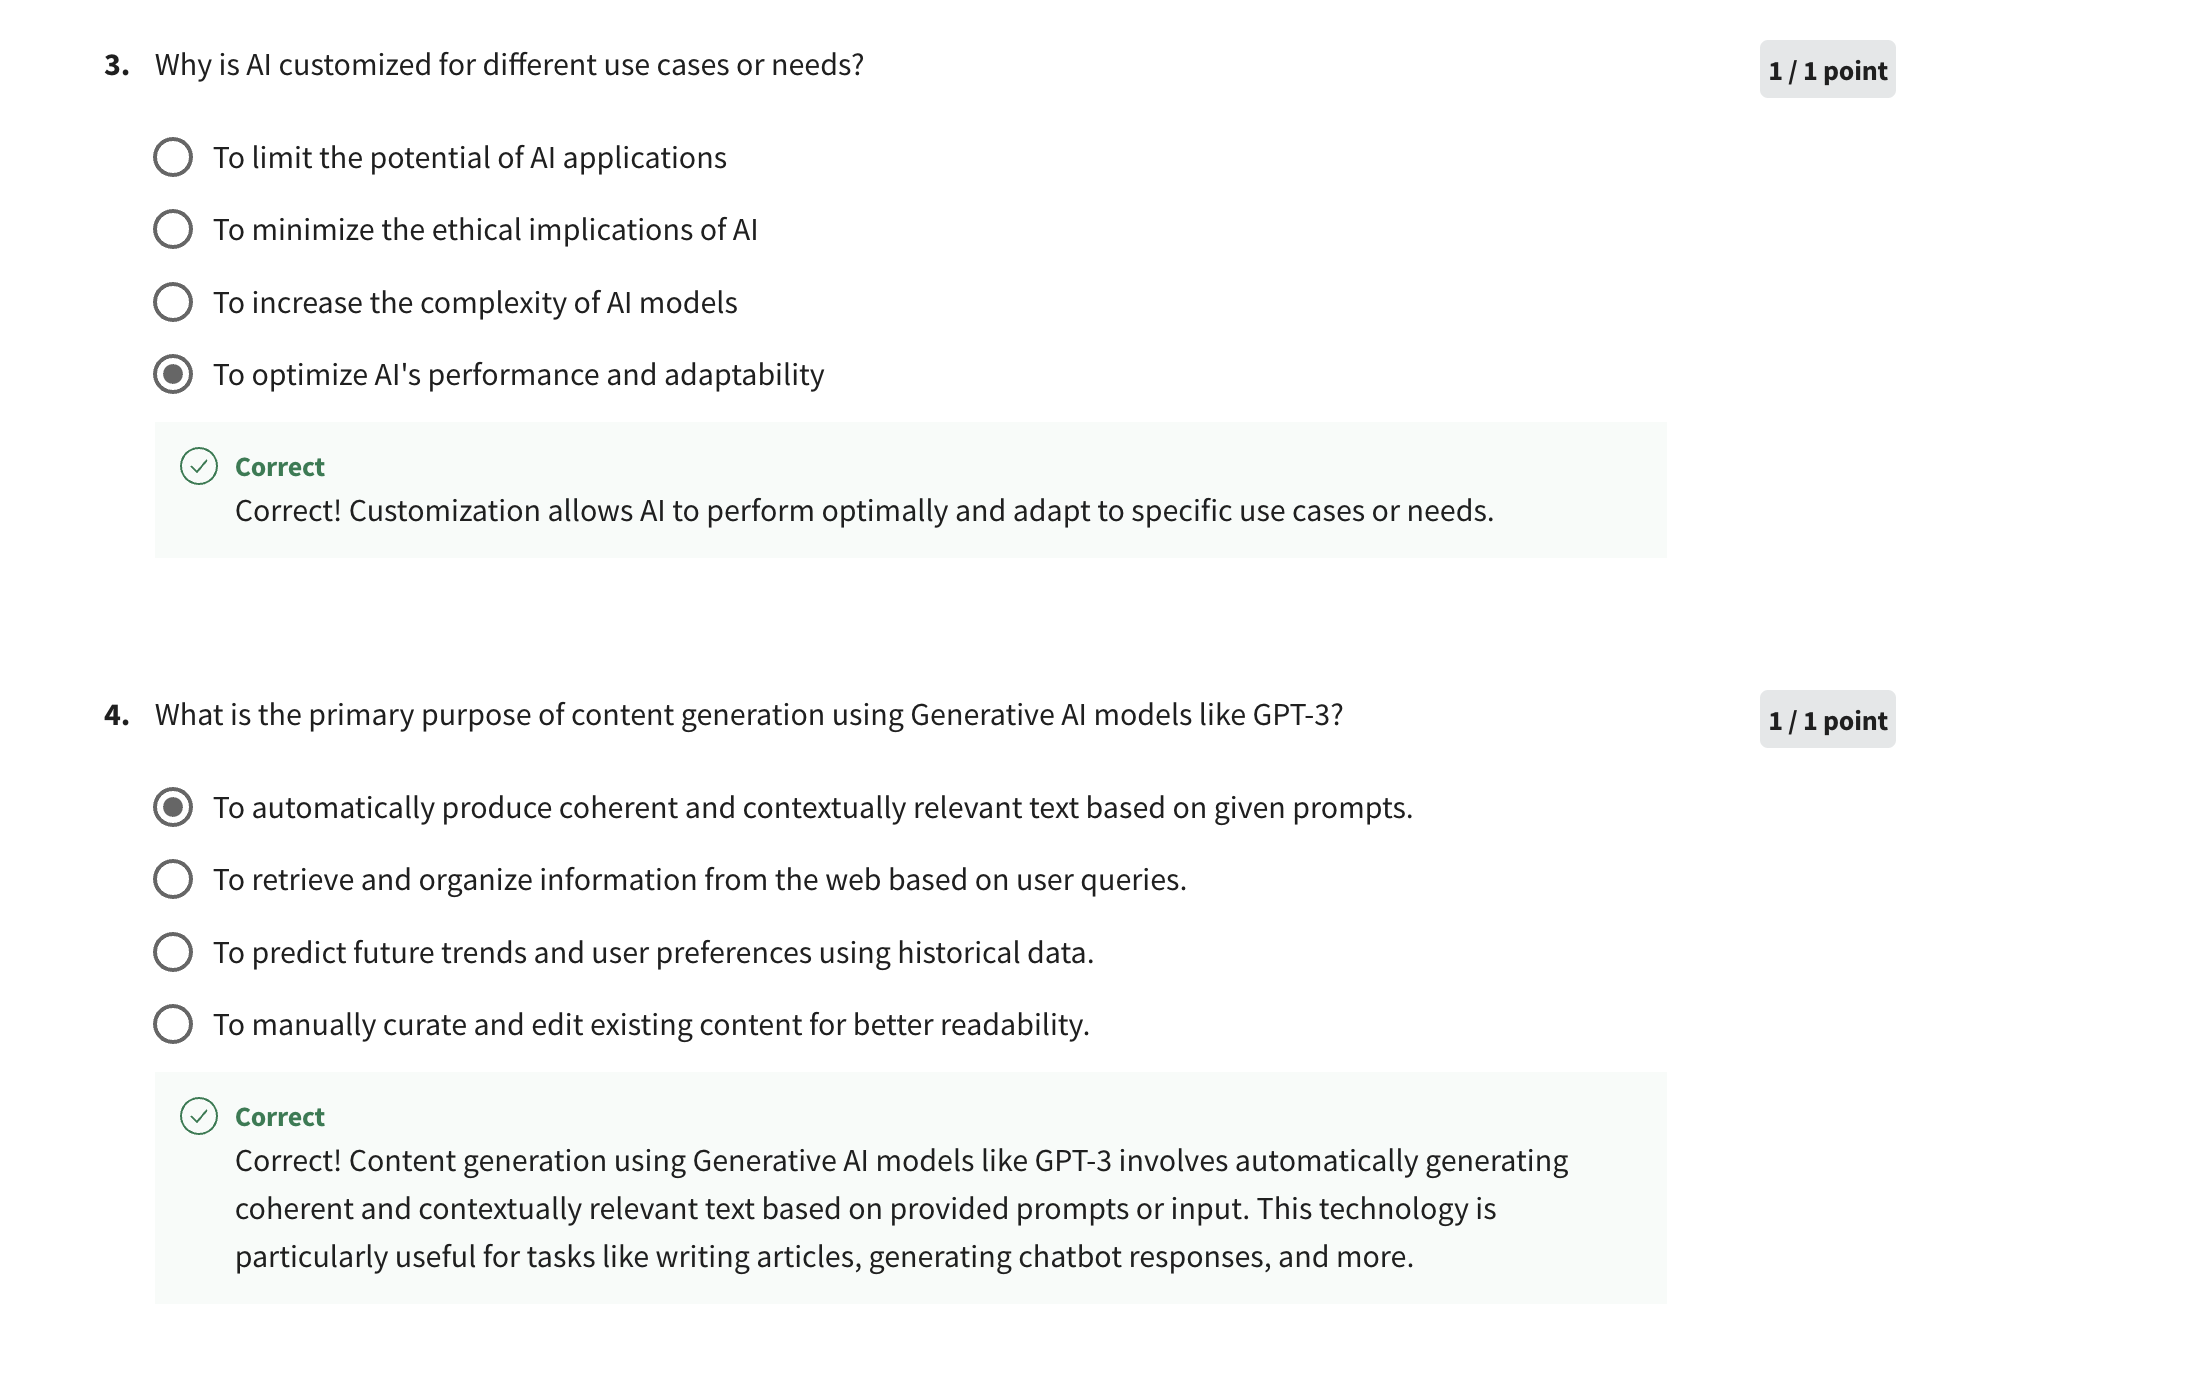 3. Why is AI customized for different use cases or needs?
1 / 1 point
To limit the potential of AI applications
To minimize the ethical implications of AI
To increase the complexity of AI models
To optimize AI's performance and adaptability
Correct
Correct! Customization allows AI to perform optimally and adapt to specific use cases or needs.
4. What is the primary purpose of content generation using Generative AI models like GPT-3?
1 / 1 point
To automatically produce coherent and contextually relevant text based on given prompts.
To retrieve and organize information from the web based on user queries.
To predict future trends and user preferences using historical data.
To manually curate and edit existing content for better readability.
Correct
Correct! Content generation using Generative AI models like GPT-3 involves automatically generating
coherent and contextually relevant text based on provided prompts or input. This technology is
particularly useful for tasks like writing articles, generating chatbot responses, and more.